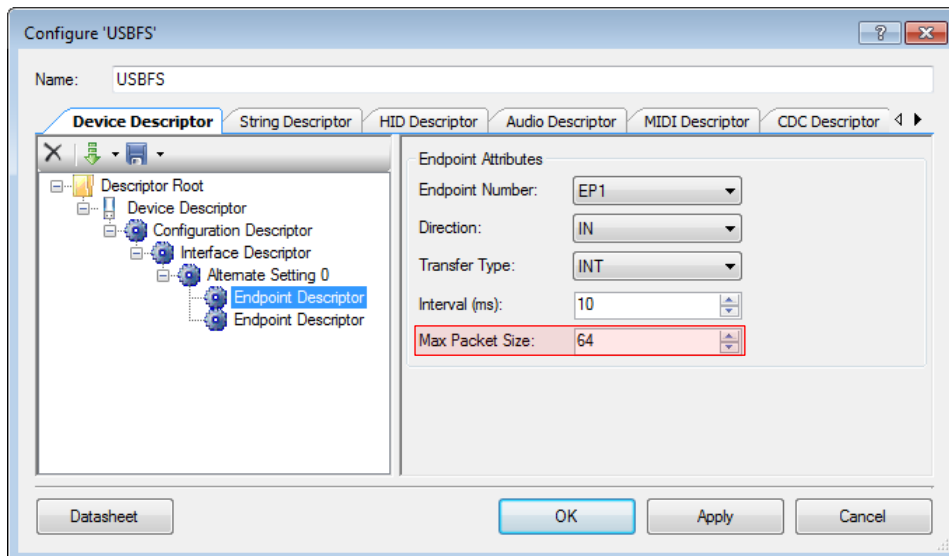 Configure 'USBFS'
?
Name: USBFS
Device Descriptor String Descriptor HID Descriptor Audio Descriptor MIDI Descriptor CDC Descriptor
Descriptor Root
Device Descriptor
Configuration Descriptor
Interface Descriptor
Alternate Setting 0
Endpoint Descriptor
Endpoint Descriptor
Endpoint Attributes
Endpoint Number: EP1
Direction: IN
Transfer Type: INT
Interval (ms): 10
Max Packet Size: 64
Datasheet OK Apply Cancel